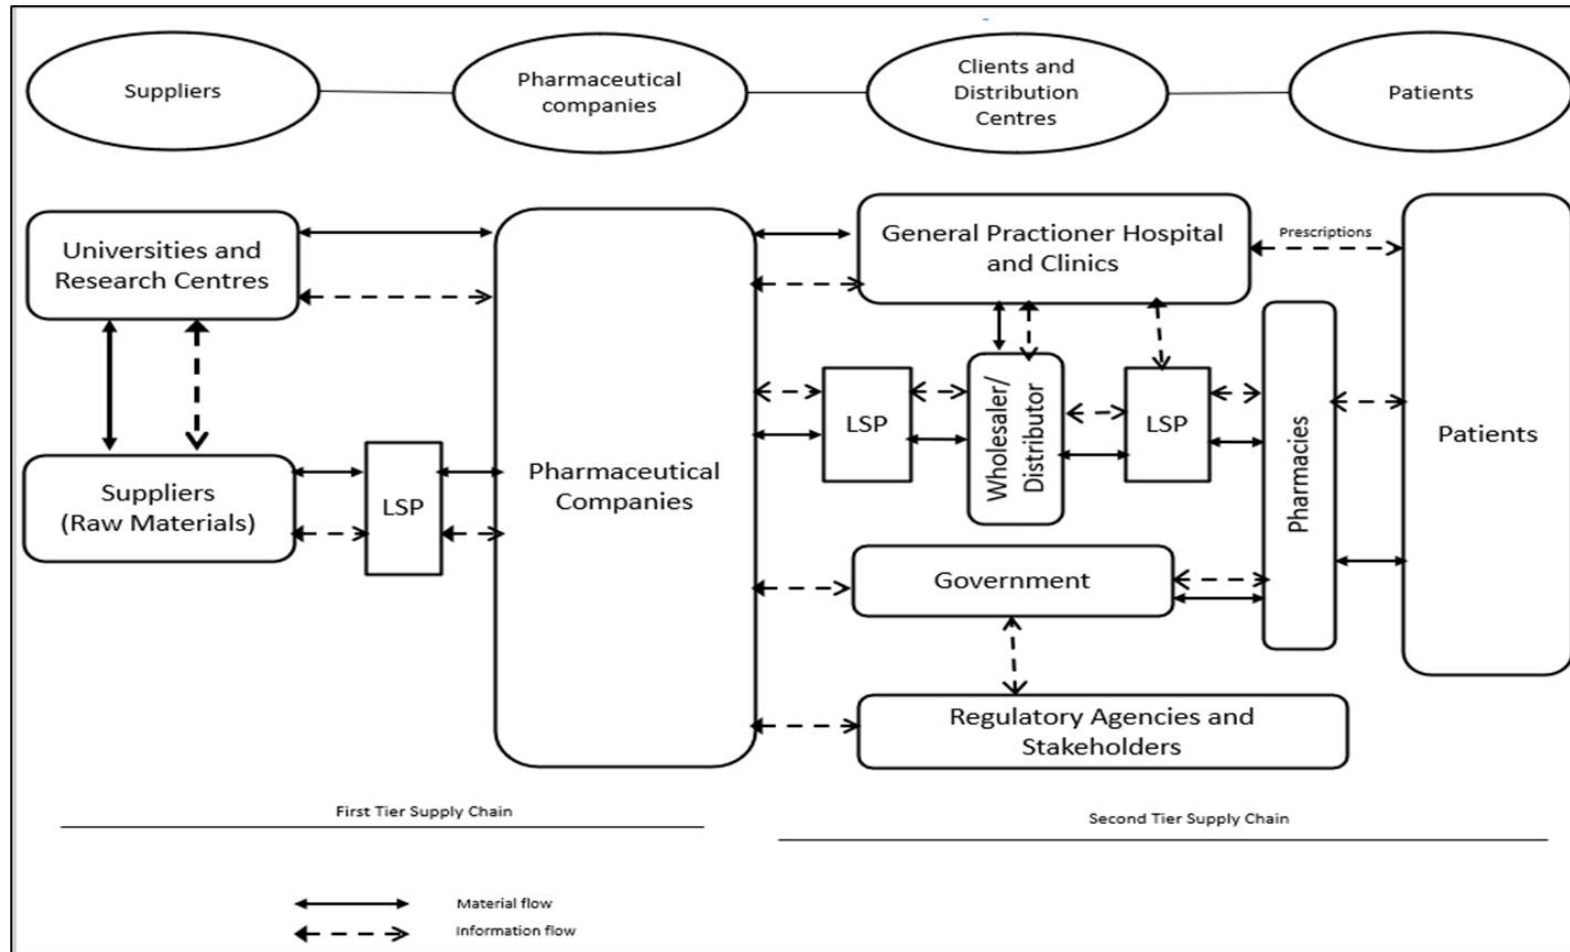 Suppliers
Pharmaceutical
companies
Clients and
Distribution
Centres
Patients
Universities and
Research Centres
Suppliers
(Raw Materials)
LSP
Pharmaceutical
Companies
General Practioner Hospital
and Clinics
Prescriptions
LSP
Wholesaler/
Distributor
LSP
Pharmacies
Patients
Government
Regulatory Agencies and
Stakeholders
First Tier Supply Chain
Second Tier Supply Chain
Material flow
Information flow